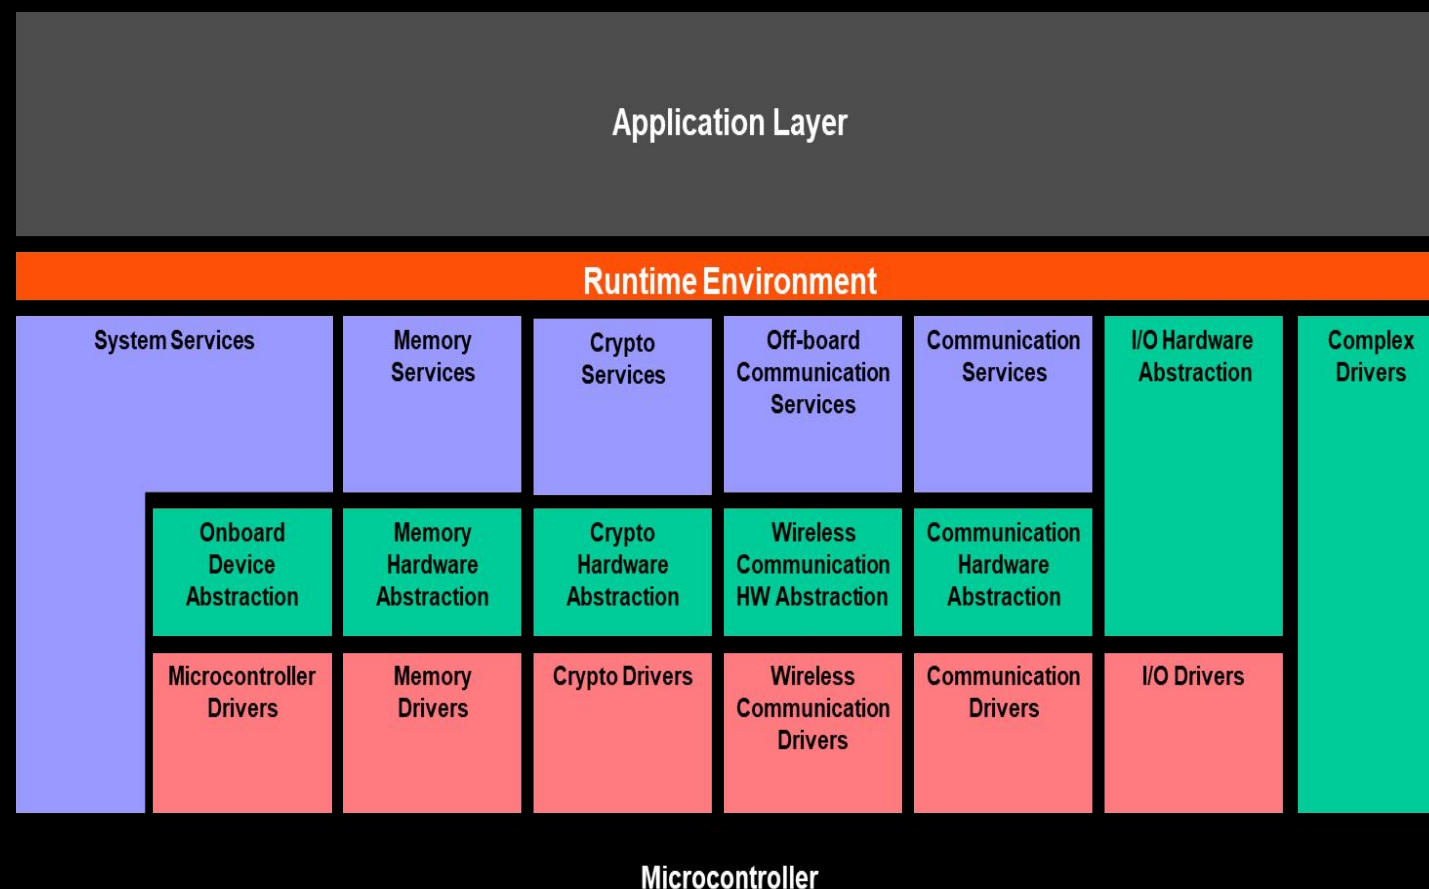 Application Layer
Runtime Environment
System Services
Memory
Services
Crypto
Services
Off-board
Communication
Services
Communication
Services
I/O Hardware
Abstraction
Complex
Drivers
Onboard
Device
Abstraction
Memory
Hardware
Abstraction
Crypto
Hardware
Abstraction
Wireless
Communication
HW Abstraction
Communication
Hardware
Abstraction
Microcontroller
Drivers
Memory
Drivers
Crypto Drivers
Wireless
Communication
Drivers
Communication
Drivers
I/O Drivers
Microcontroller